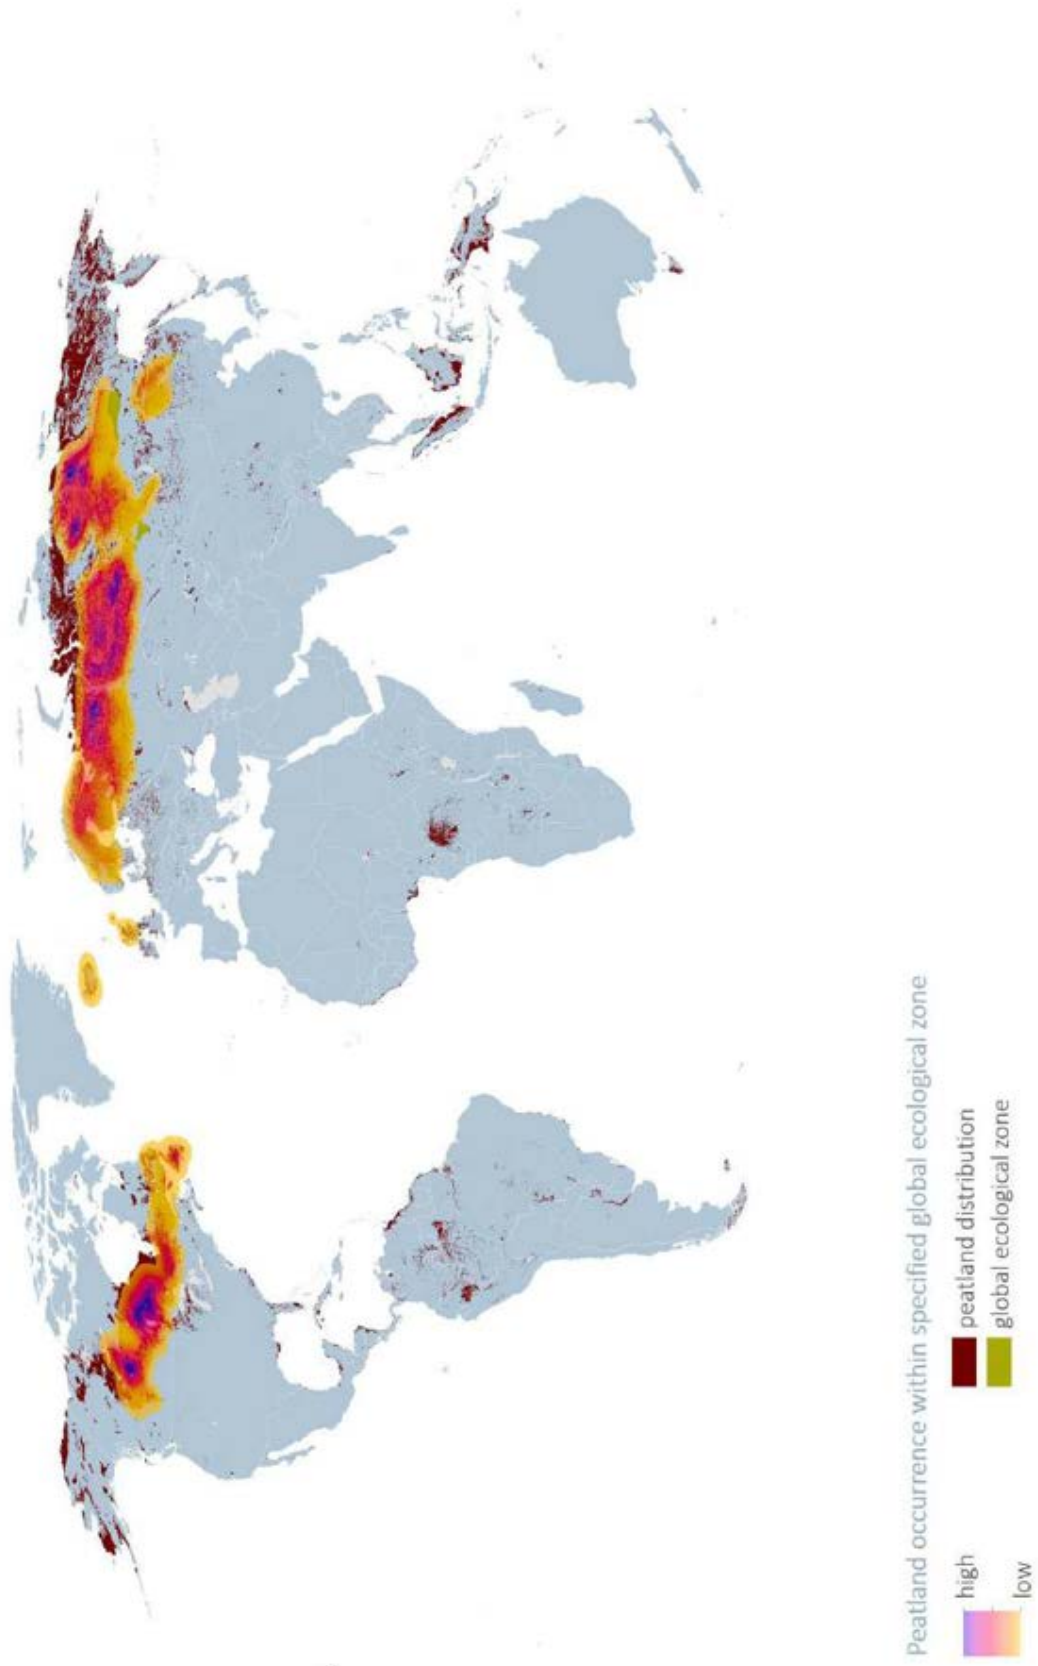 Peatland occurrence within specified global ecological zone
high
low
peatland distribution
global ecological zone